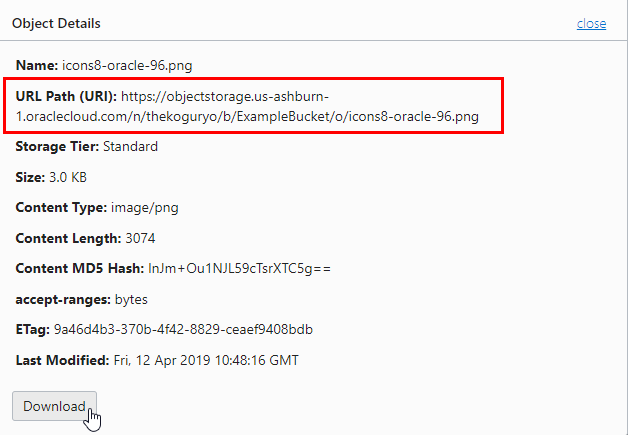 Object Details
close
Name: icons8-oracle-96.png
URL Path (URI): https://objectstorage.us-ashburn-
1.oraclecloud.com/n/thekoguryo/b/ExampleBucket/o/icons8-oracle-96.png
Storage Tier: Standard
Size: 3.0 KB
Content Type: image/png
Content Length: 3074
Content MD5 Hash: lnJm+Ou1NJL59cTsrXTC5g==
accept-ranges: bytes
ETag: 9a46d4b3-370b-4f42-8829-ceaef9408bdb
Last Modified: Fri, 12 Apr 2019 10:48:16 GMT
Download